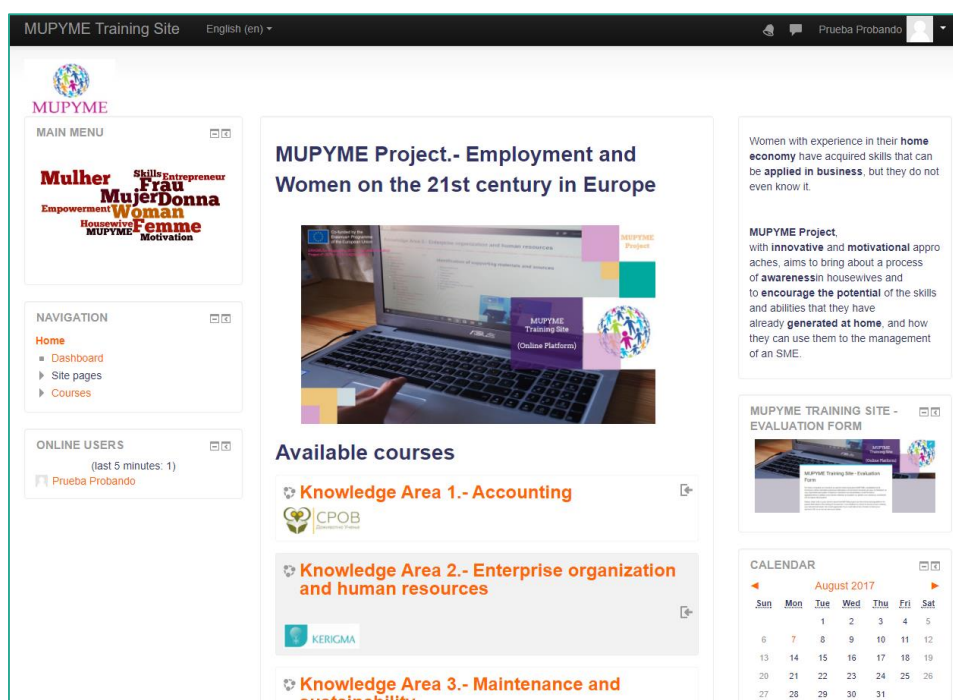 MUPYME Training Site
English (en)
Prueba Probando
MUPYME
MAIN MENU
Mulher
Skills
Entrepreneur
Frau
Mujer
Donna
Empowerment
Woman
Housewive
Femme
MUPYME
Motivation
NAVIGATION
Home
Dashboard
Site pages
Courses
ONLINE USERS
(last 5 minutes: 1)
Prueba Probando
MUPYME Project.- Employment and
Women on the 21st century in Europe
MUPYME
Project
MUPYME
Training Site
(Online Platform)
Available courses
Knowledge Area 1.- Accounting
CPOB
Knowledge Area 2.- Enterprise organization
and human resources
KERIGMA
Knowledge Area 3.- Maintenance and
sustainability
Women with experience in their home
economy have acquired skills that can
be applied in business, but they do not
even know it.
MUPYME Project,
with innovative and motivational appro
aches, aims to bring about a process
of awarenessin housewives and
to encourage the potential of the skills
and abilities that they have
already generated at home, and how
they can use them to the management
of an SME.
MUPYME TRAINING SITE -
EVALUATION FORM
MUPYME Training Site - Evaluation
Form
CALENDAR
August 2017
Sun Mon Tue Wed Thu Fri Sat
1 2 3 4 5
6 7 8 9 10 11 12
13 14 15 16 17 18 19
20 21 22 23 24 25 26
27 28 29 30 31